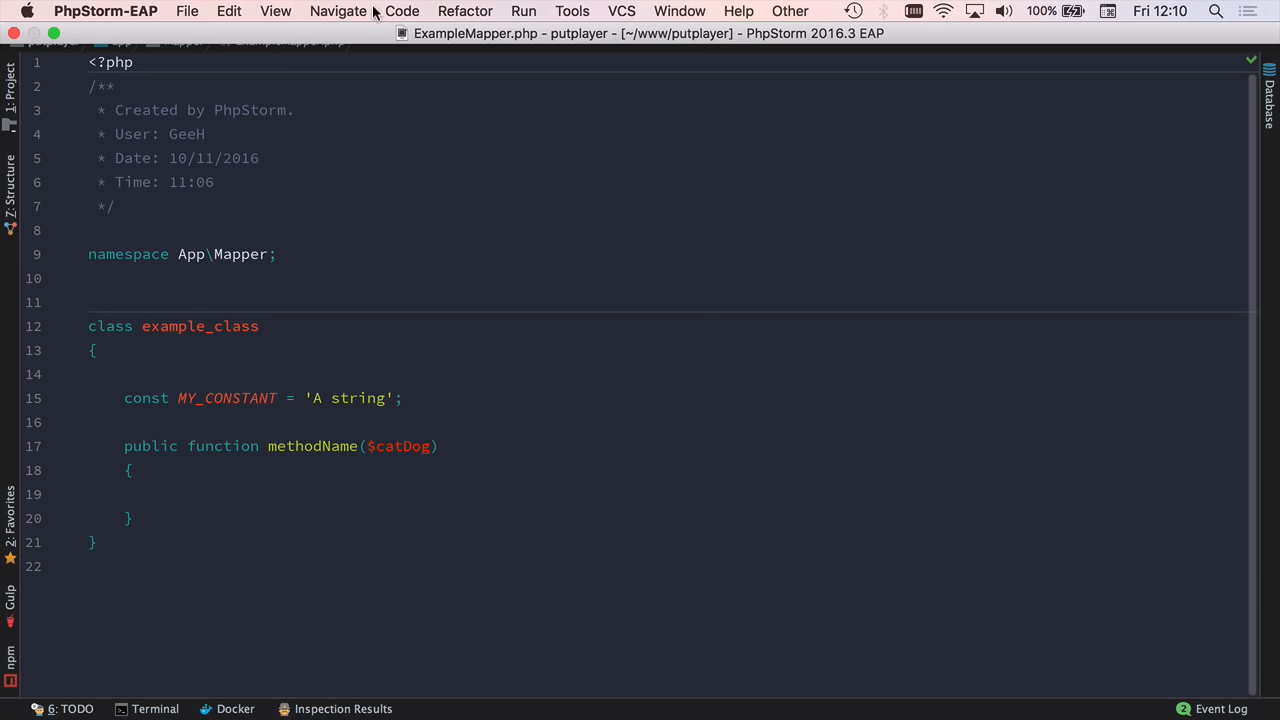 PhpStorm-EAP File Edit View Navigate Code Refactor Run Tools VCS Window Help Other 100% Fri 12:10
ExampleMapper.php - putplayer - [~/www/putplayer] - PhpStorm 2016.3 EAP
1: Project
Z: Structure
2: Favorites
Gulp
npm
Database
1 <?php
2 /**
3 * Created by PhpStorm.
4 * User: GeeH
5 * Date: 10/11/2016
6 * Time: 11:06
7 */
8
9 namespace App\Mapper;
10
11
12 class example_class
13 {
14
15 const MY_CONSTANT = 'A string';
16
17 public function methodName($catDog)
18 {
19
20 }
21 }
22
6: TODO Terminal Docker Inspection Results 2 Event Log